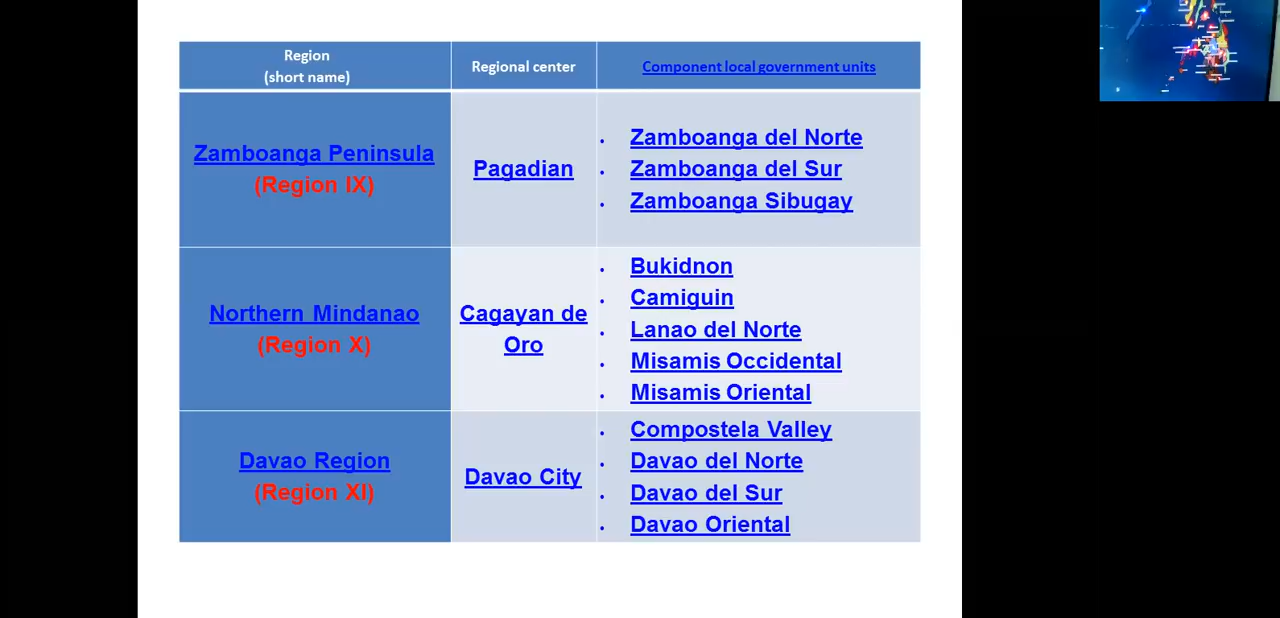 Region
(short name)
Regional center
Component local government units
Zamboanga Peninsula
(Region IX)
Pagadian
• Zamboanga del Norte
• Zamboanga del Sur
• Zamboanga Sibugay
Northern Mindanao
(Region X)
Cagayan de
Oro
• Bukidnon
• Camiguin
• Lanao del Norte
• Misamis Occidental
• Misamis Oriental
Davao Region
(Region XI)
Davao City
• Compostela Valley
• Davao del Norte
• Davao del Sur
• Davao Oriental